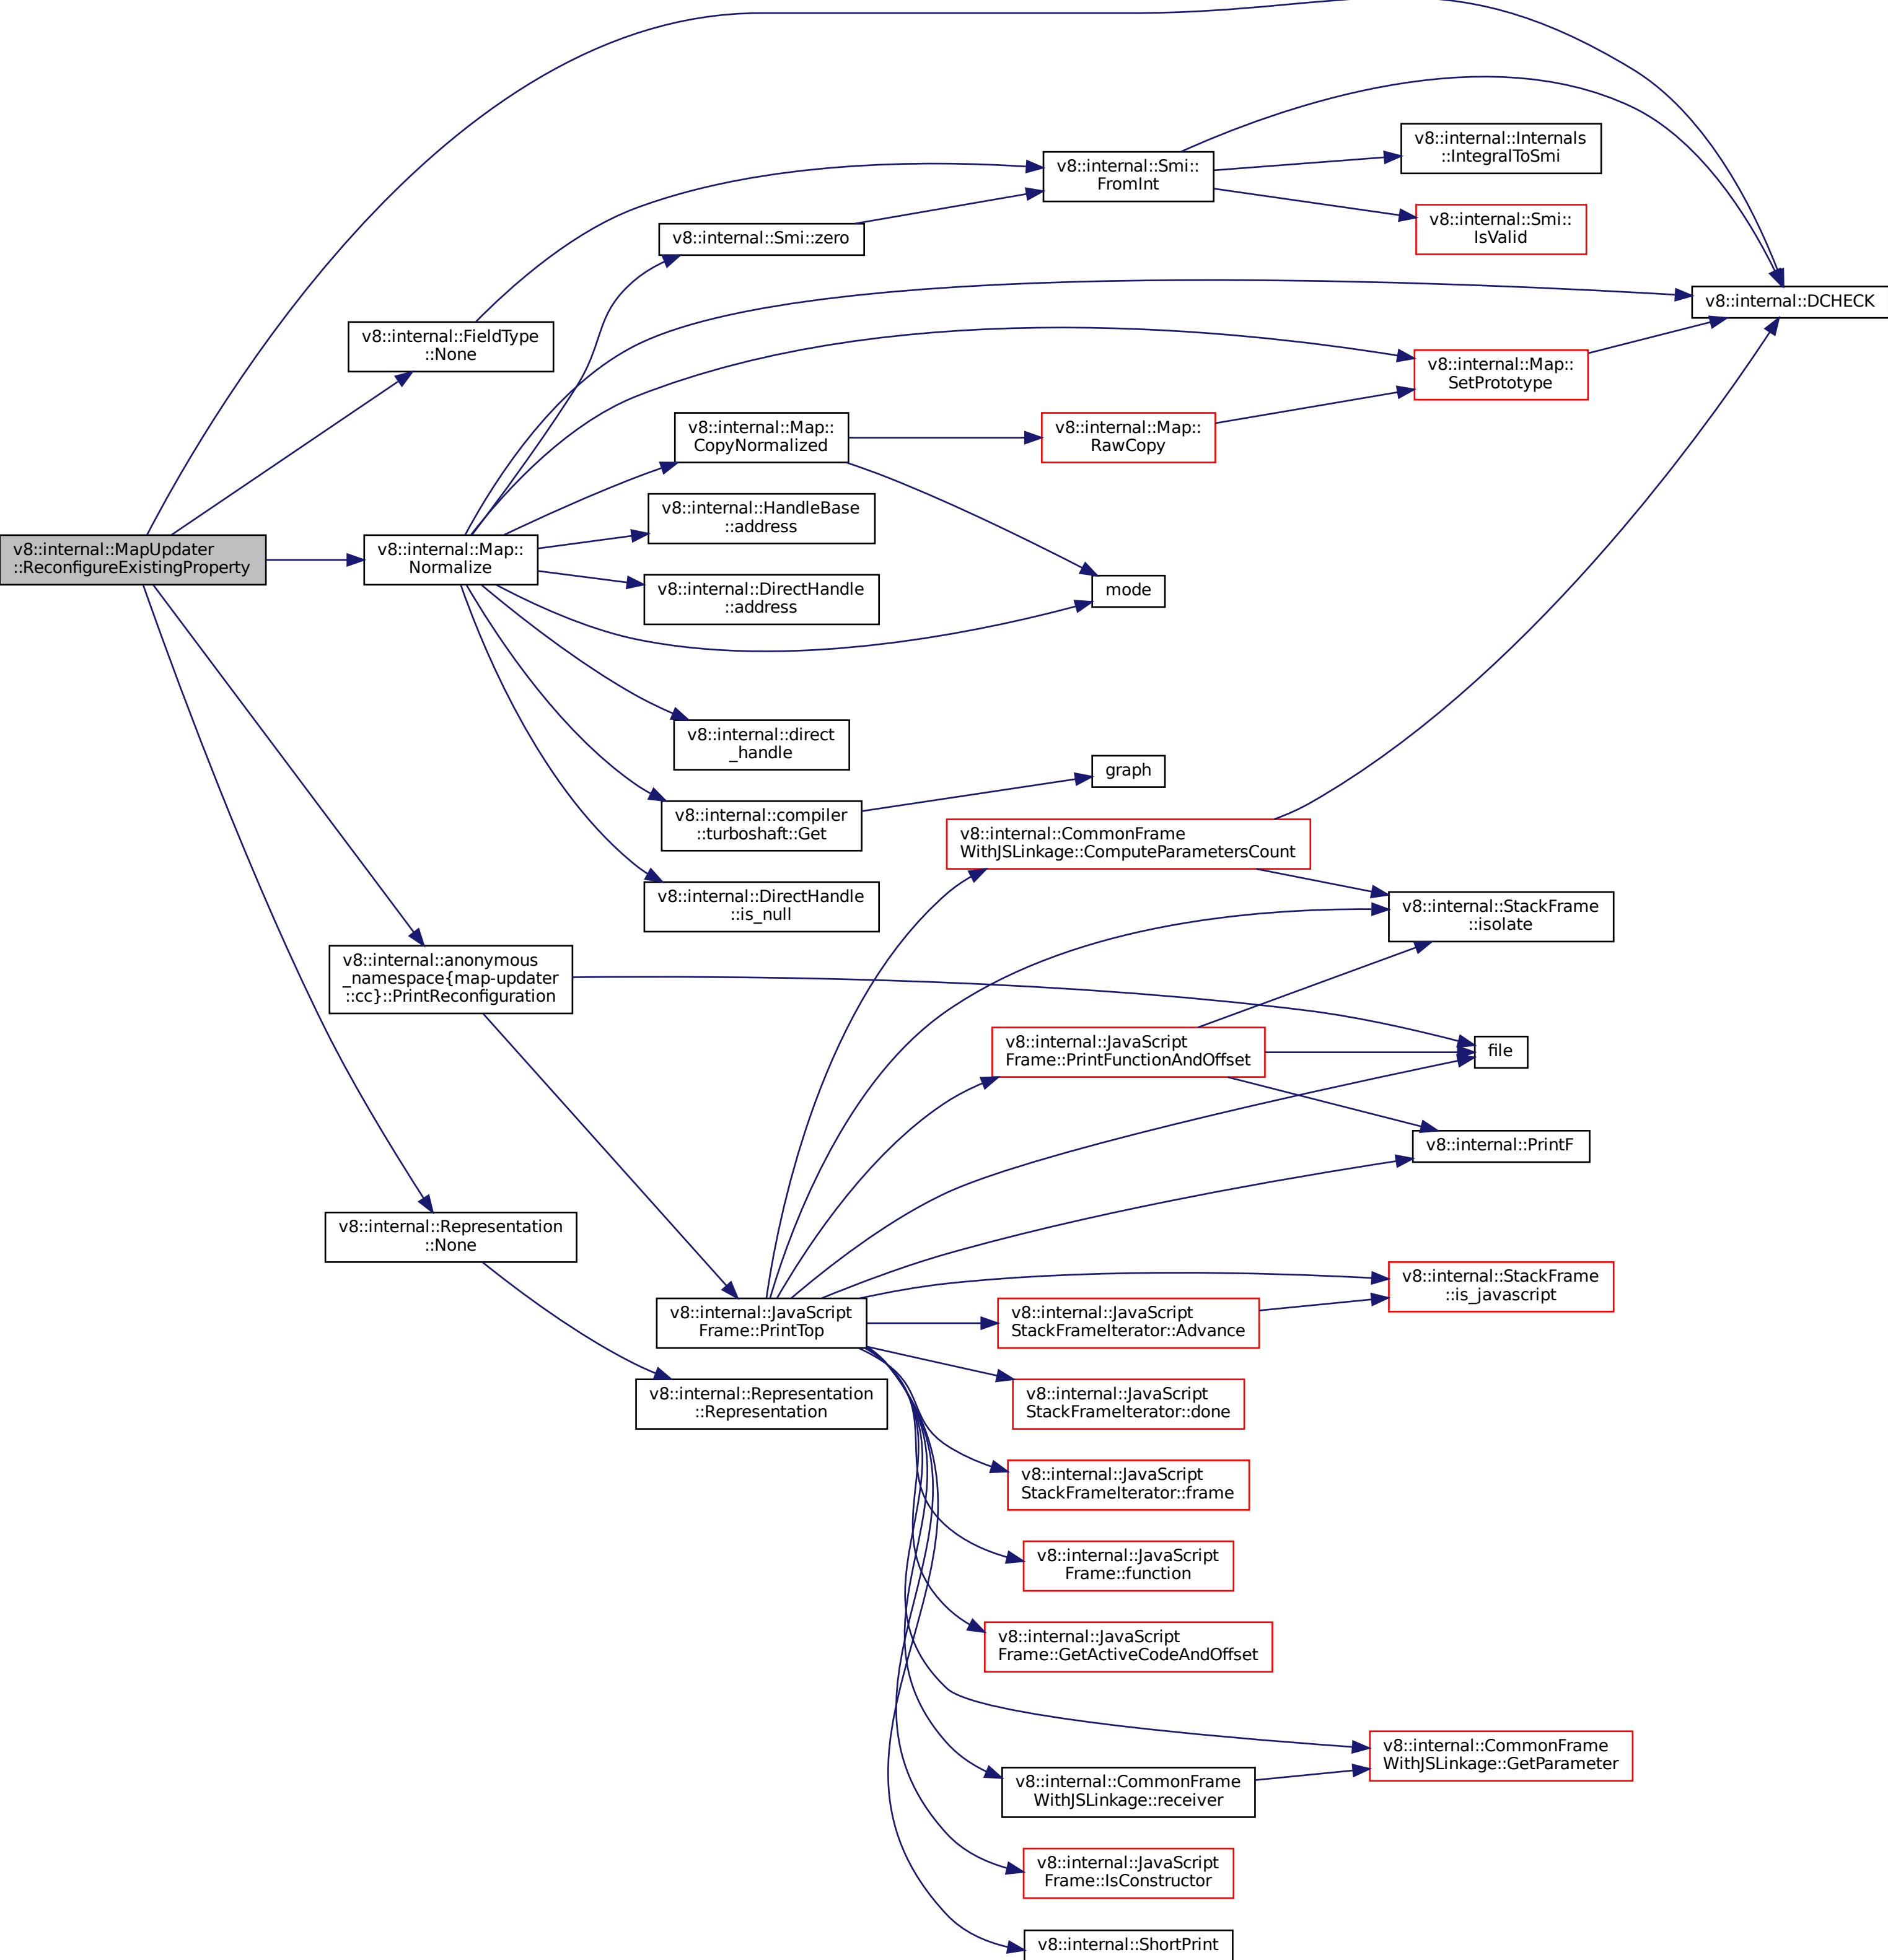 v8::internal::MapUpdater
::ReconfigureExistingProperty
v8::internal::FieldType
::None
v8::internal::Map::
Normalize
v8::internal::anonymous
_namespace{map-updater
::cc}::PrintReconfiguration
v8::internal::Representation
::None
v8::internal::Smi::zero
v8::internal::Map::
CopyNormalized
v8::internal::HandleBase
::address
v8::internal::DirectHandle
::address
v8::internal::direct
_handle
v8::internal::compiler
::turboshaft::Get
v8::internal::DirectHandle
::is_null
v8::internal::JavaScript
Frame::PrintTop
v8::internal::Representation
::Representation
v8::internal::Smi::
FromInt
v8::internal::Map::
RawCopy
mode
graph
v8::internal::CommonFrame
WithJSLinkage::ComputeParametersCount
v8::internal::JavaScript
Frame::PrintFunctionAndOffset
v8::internal::JavaScript
StackFrameIterator::Advance
v8::internal::JavaScript
StackFrameIterator::done
v8::internal::JavaScript
StackFrameIterator::frame
v8::internal::JavaScript
Frame::function
v8::internal::JavaScript
Frame::GetActiveCodeAndOffset
v8::internal::CommonFrame
WithJSLinkage::receiver
v8::internal::JavaScript
Frame::IsConstructor
v8::internal::ShortPrint
v8::internal::Internals
::IntegralToSmi
v8::internal::Smi::
IsValid
v8::internal::Map::
SetPrototype
v8::internal::StackFrame
::isolate
file
v8::internal::PrintF
v8::internal::StackFrame
::is_javascript
v8::internal::CommonFrame
WithJSLinkage::GetParameter
v8::internal::DCHECK